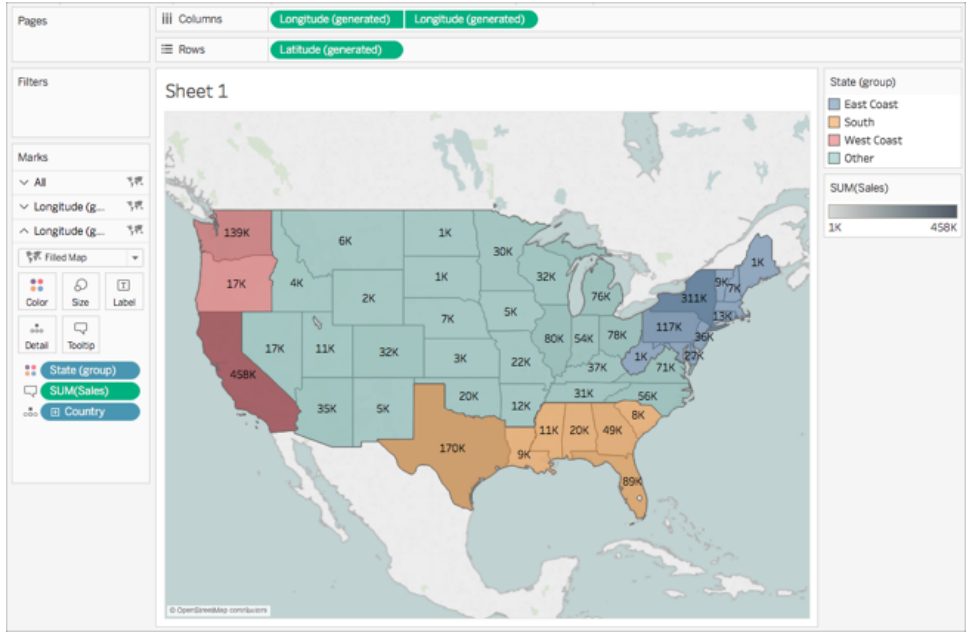 Pages
Columns
Longitude (generated)
Longitude (generated)
Rows
Latitude (generated)
Filters
Marks
All
Longitude (g...
Longitude (g...
Filled Map
Color
Size
Label
Detail
Tooltip
State (group)
SUM(Sales)
Country
Sheet 1
139K
6K
1K
30K
1K
17K
4K
1K
32K
76K
9K
7K
311K
2K
13K
7K
5K
117K
36K
17K
11K
32K
80K
54K
78K
1K
27K
3K
22K
37K
71K
458K
35K
5K
20K
12K
31K
56K
170K
9K
11K
20K
49K
8K
89K
© OpenStreetMap contributors
State (group)
East Coast
South
West Coast
Other
SUM(Sales)
1K
458K